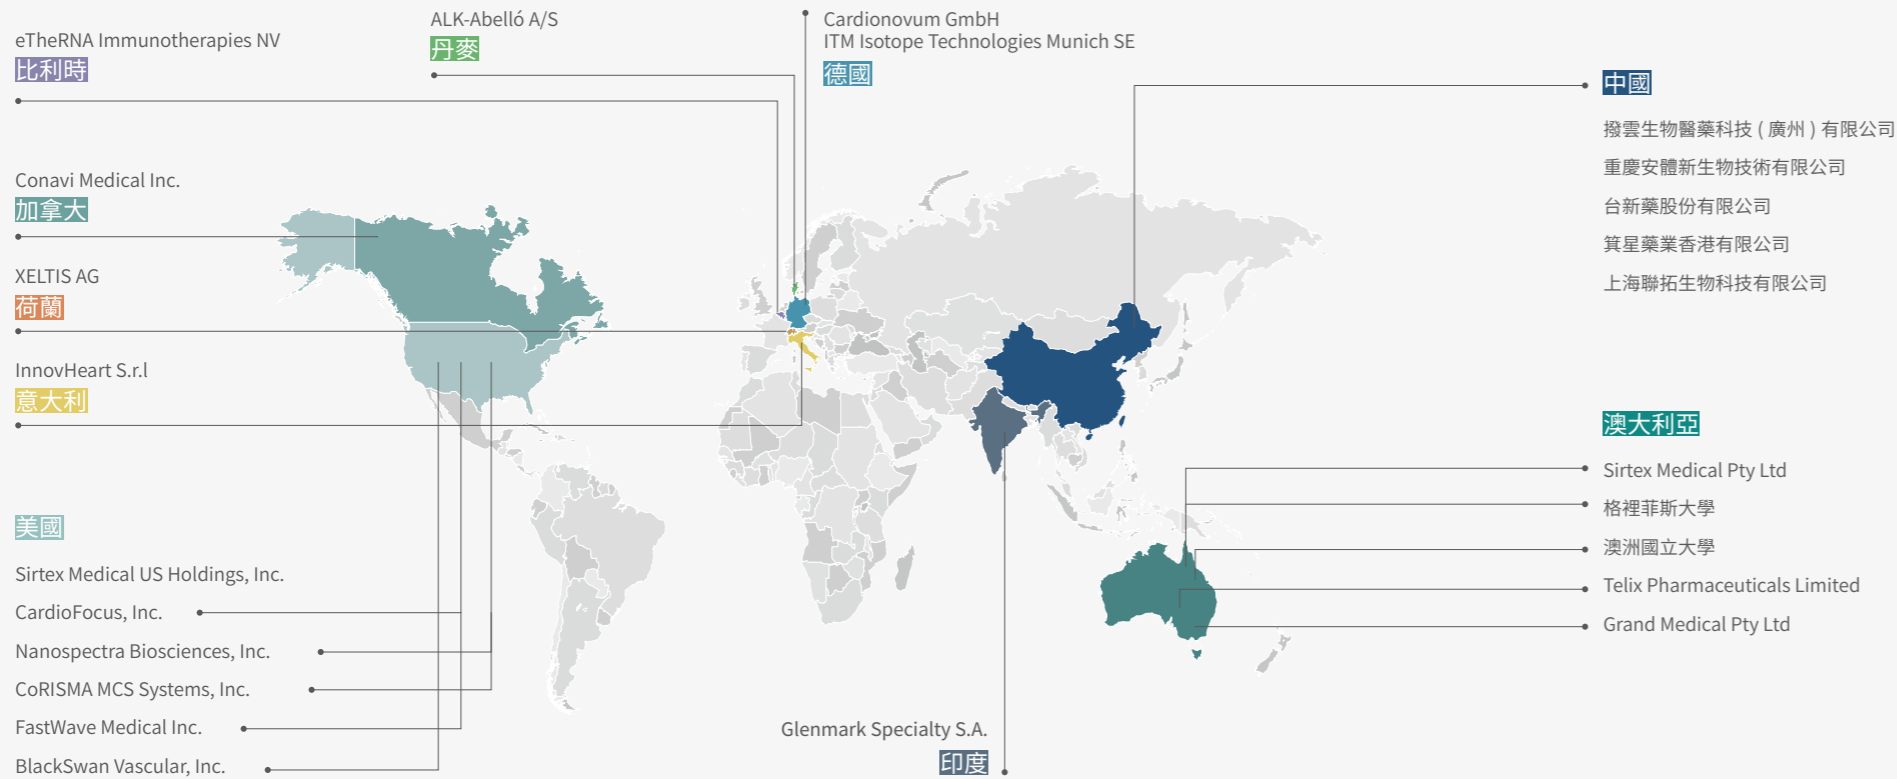 eTheRNA Immunotherapies NV
比利時
ALK-Abelló A/S
丹麥
Cardionovum GmbH
ITM Isotope Technologies Munich SE
德國
中國
撥雲生物醫藥科技 ( 廣州 ) 有限公司
重慶安體新生物技術有限公司
台新藥股份有限公司
箕星藥業香港有限公司
上海聯拓生物科技有限公司
Conavi Medical Inc.
加拿大
XELTIS AG
荷蘭
InnovHeart S.r.l
意大利
美國
Sirtex Medical US Holdings, Inc.
CardioFocus, Inc.
Nanospectra Biosciences, Inc.
CoRISMA MCS Systems, Inc.
FastWave Medical Inc.
BlackSwan Vascular, Inc.
Glenmark Specialty S.A.
印度
澳大利亞
Sirtex Medical Pty Ltd
格裡菲斯大學
澳洲國立大學
Telix Pharmaceuticals Limited
Grand Medical Pty Ltd